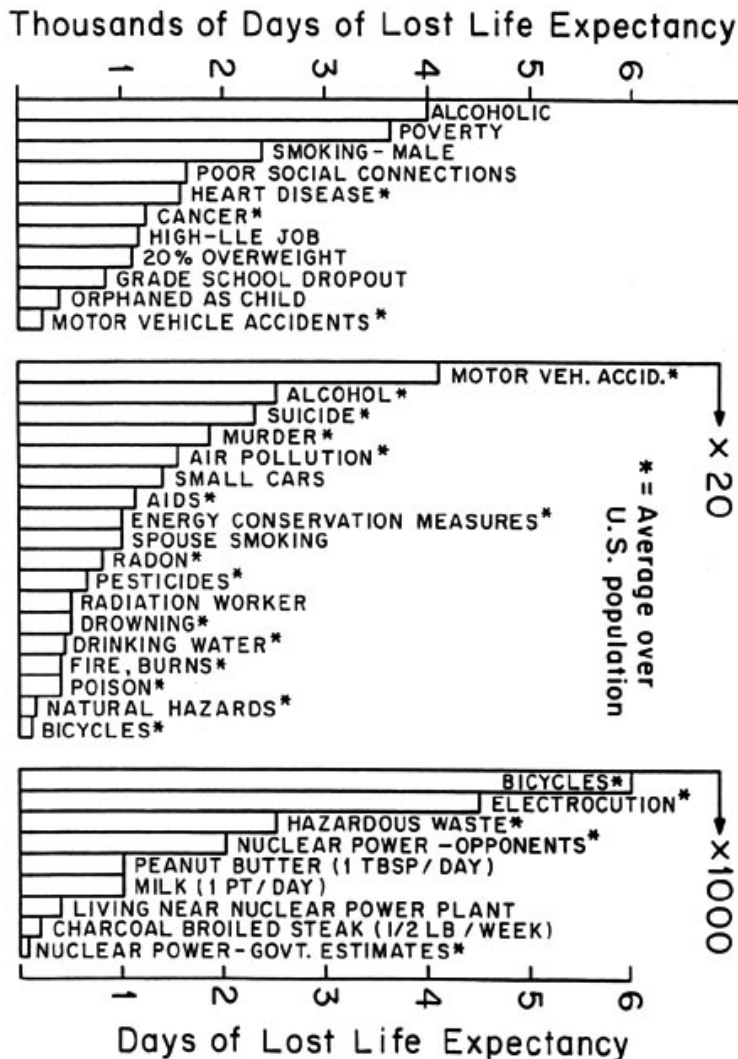 Thousands of Days of Lost Life Expectancy
1 2 3 4 5 6
ALCOHOLIC
POVERTY
SMOKING-MALE
POOR SOCIAL CONNECTIONS
HEART DISEASE*
CANCER*
HIGH-LLE JOB
20% OVERWEIGHT
GRADE SCHOOL DROPOUT
ORPHANED AS CHILD
MOTOR VEHICLE ACCIDENTS*
MOTOR VEH. ACCID.*
ALCOHOL*
SUICIDE*
MURDER*
AIR POLLUTION*
SMALL CARS
AIDS*
ENERGY CONSERVATION MEASURES*
SPOUSE SMOKING
RADON*
PESTICIDES*
RADIATION WORKER
DROWNING*
DRINKING WATER*
FIRE, BURNS*
POISON*
NATURAL HAZARDS*
BICYCLES*
x 20
* = Average over
U.S. population
BICYCLES*
ELECTROCUTION*
HAZARDOUS WASTE*
NUCLEAR POWER -OPPONENTS*
PEANUT BUTTER (1 TBSP/DAY)
MILK (1 PT/DAY)
LIVING NEAR NUCLEAR POWER PLANT
CHARCOAL BROILED STEAK (1/2 LB/WEEK)
NUCLEAR POWER-GOVT. ESTIMATES*
x1000
1 2 3 4 5 6
Days of Lost Life Expectancy